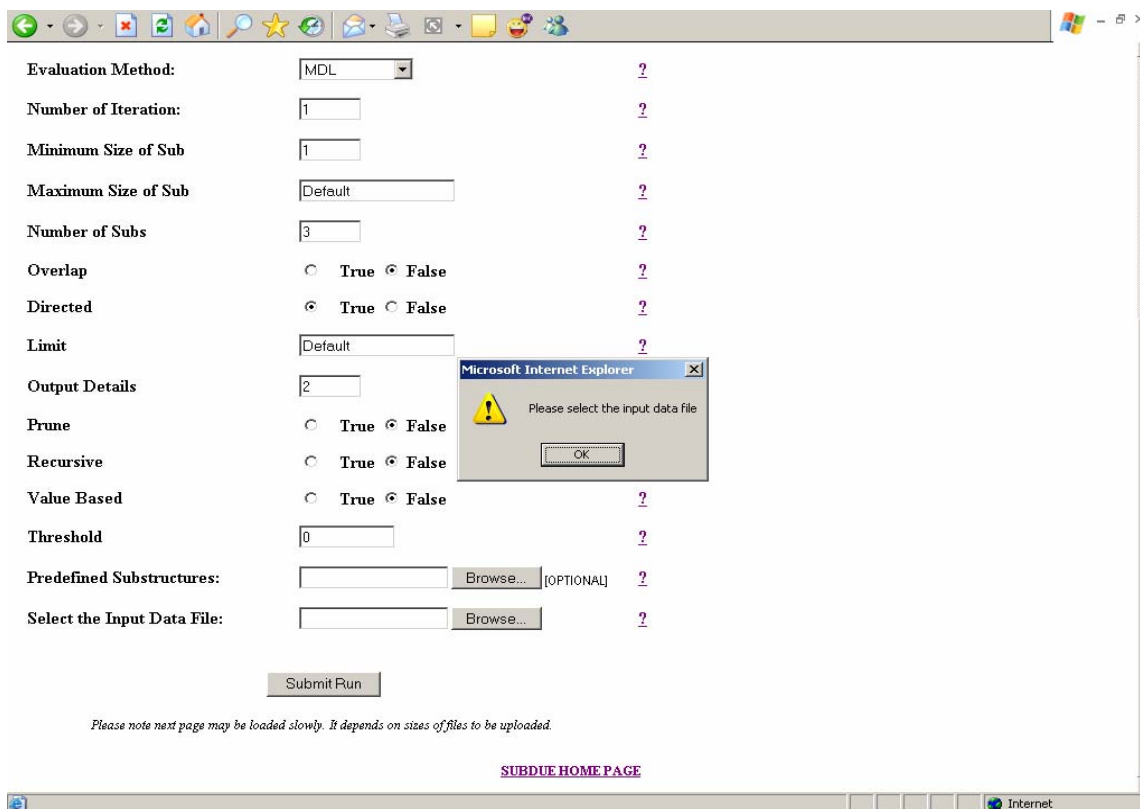 Evaluation Method: MDL ?
Number of Iteration: 1 ?
Minimum Size of Sub 1 ?
Maximum Size of Sub Default ?
Number of Subs 3 ?
Overlap True False ?
Directed True False ?
Limit Default ?
Microsoft Internet Explorer
Output Details 2
Please select the input data file
Prune True False
OK
Recursive True False
Value Based True False ?
Threshold 0 ?
Predefined Substructures: Browse... [OPTIONAL] ?
Select the Input Data File: Browse... ?
Submit Run
Please note next page may be loaded slowly. It depends on sizes of files to be uploaded.
SUBDUE HOME PAGE
Internet